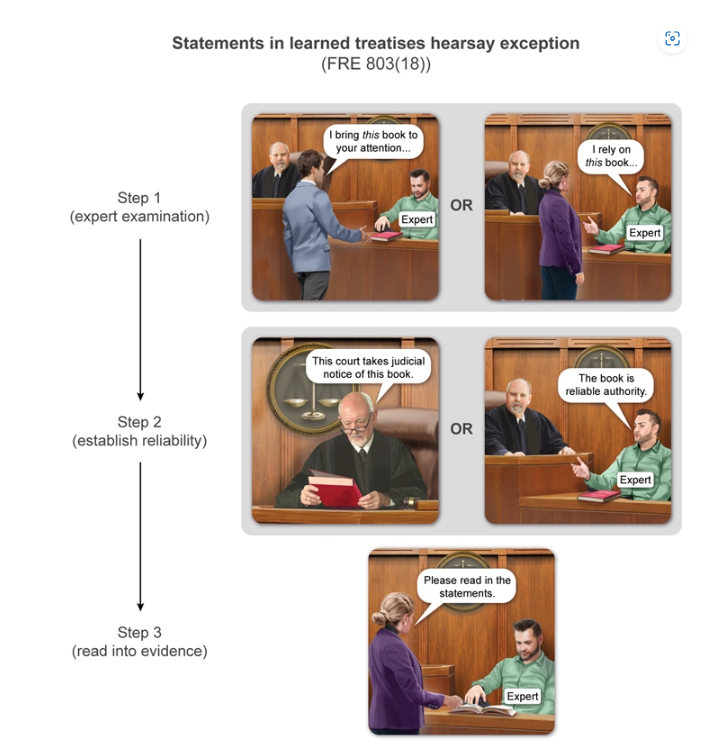 Statements in learned treatises hearsay exception
(FRE 803(18))
Step 1
(expert examination)
I bring this book to
your attention...
Expert
OR
I rely on
this book...
Expert
Step 2
(establish reliability)
This court takes judicial
notice of this book.
OR
The book is
reliable authority.
Expert
Step 3
(read into evidence)
Please read in the
statements.
Expert